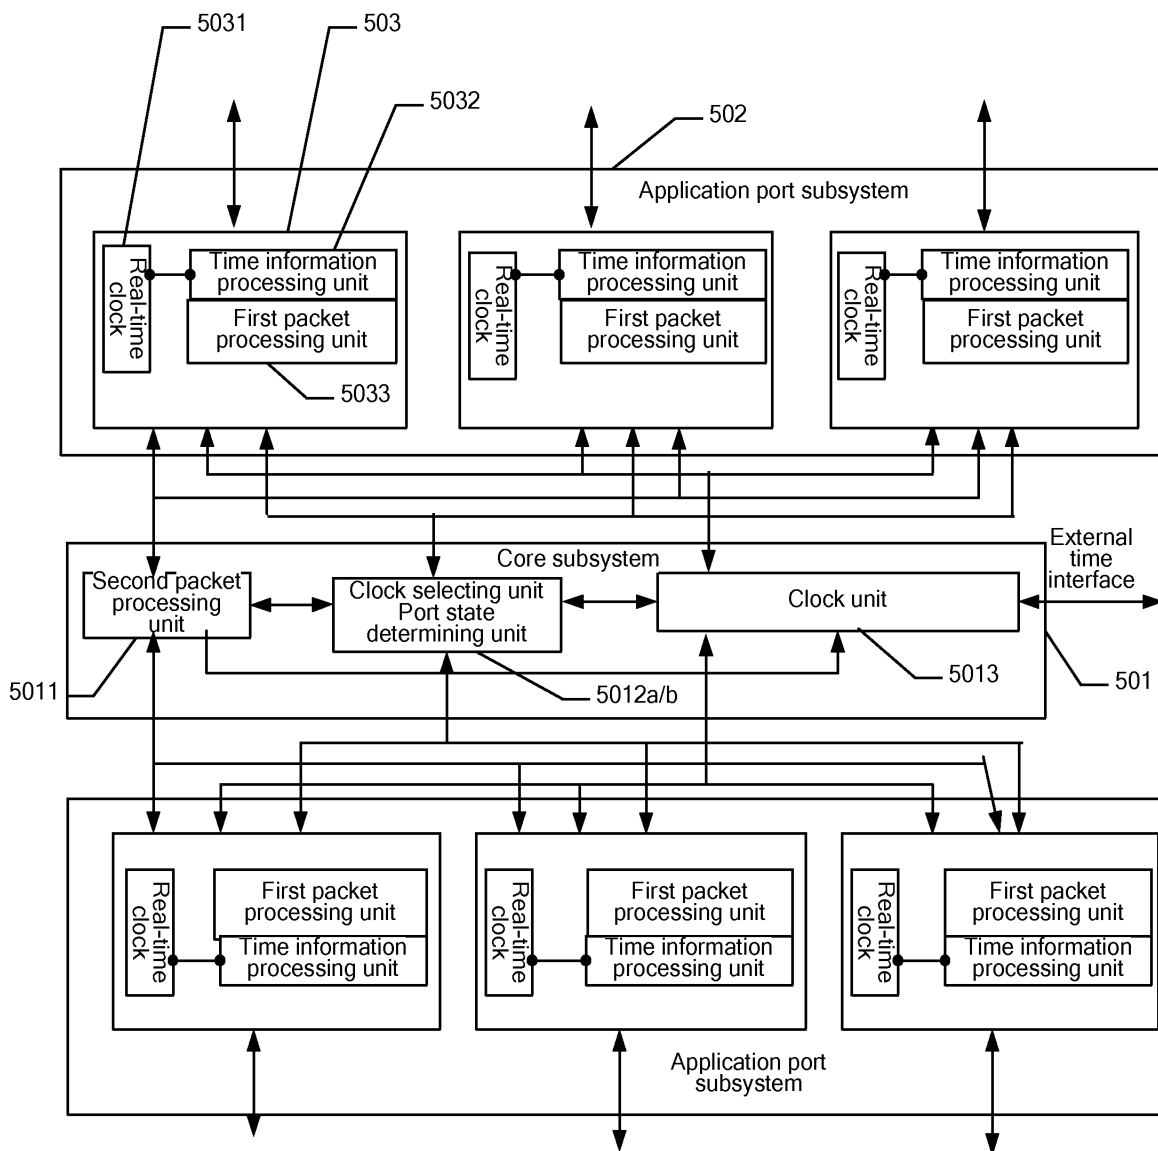 5031
503
5032
502
Application port subsystem
Real-time
clock
Time information
processing unit
First packet
processing unit
5033
Real-time
clock
Time information
processing unit
First packet
processing unit
Real-time
clock
Time information
processing unit
First packet
processing unit
Core subsystem
External
time
interface
Second packet
processing
unit
Clock selecting unit
Port state
determining unit
Clock unit
5011
5012a/b
5013
501
Real-time
clock
First packet
processing unit
Time information
processing unit
Real-time
clock
First packet
processing unit
Time information
processing unit
Real-time
clock
First packet
processing unit
Time information
processing unit
Application port
subsystem